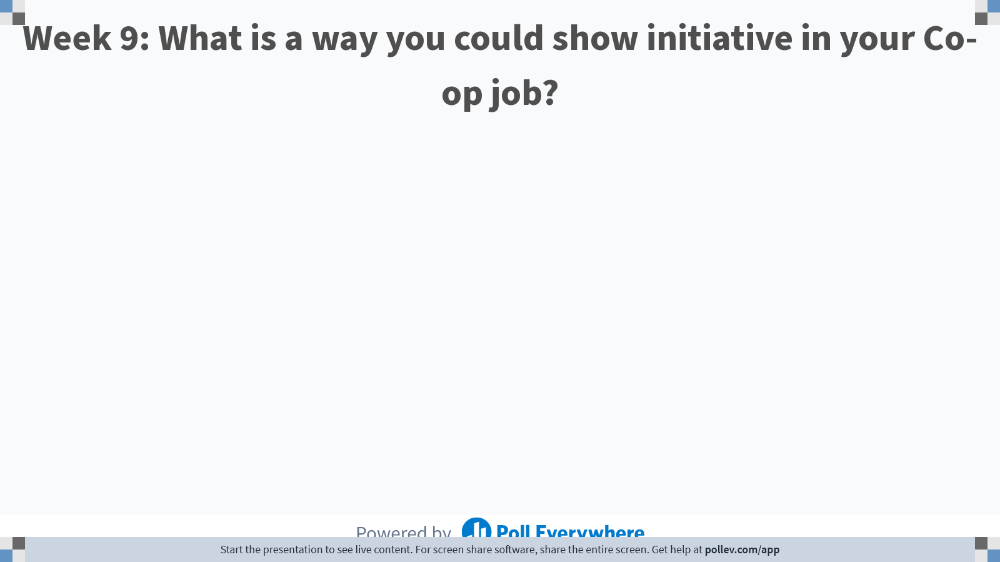 Week 9: What is a way you could show initiative in your Co-
op job?
Powered by Poll Everywhere
Start the presentation to see live content. For screen share software, share the entire screen. Get help at pollev.com/app